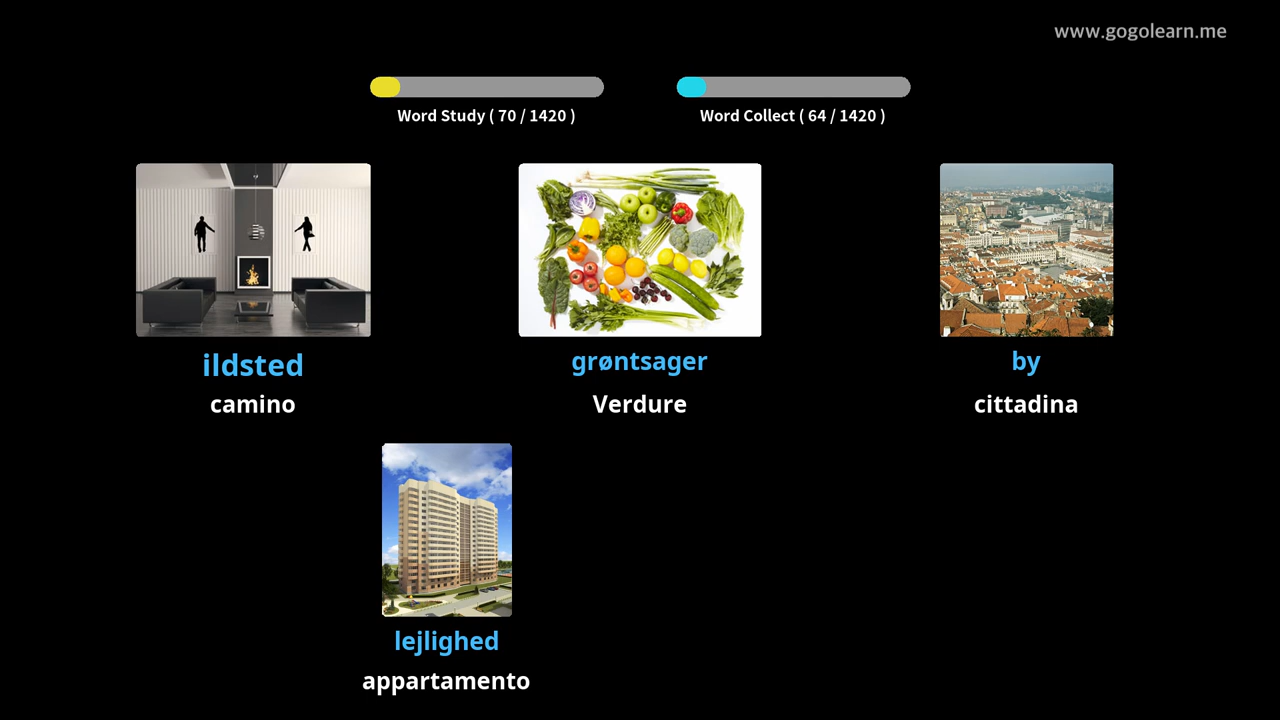 www.gogolearn.me
Word Study ( 70 / 1420 )
Word Collect ( 64 / 1420 )
ildsted
grøntsager
by
camino
Verdure
cittadina
lejlighed
appartamento